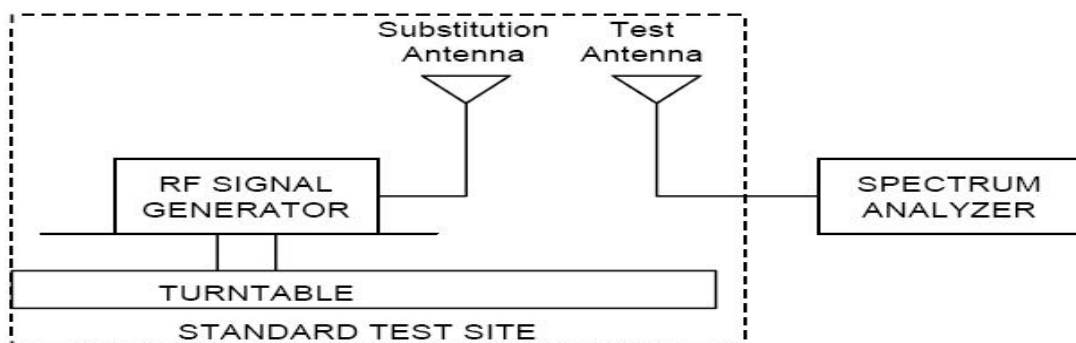 Substitution
Antenna
Test
Antenna
RF SIGNAL
GENERATOR
SPECTRUM
ANALYZER
TURNTABLE
STANDARD TEST SITE